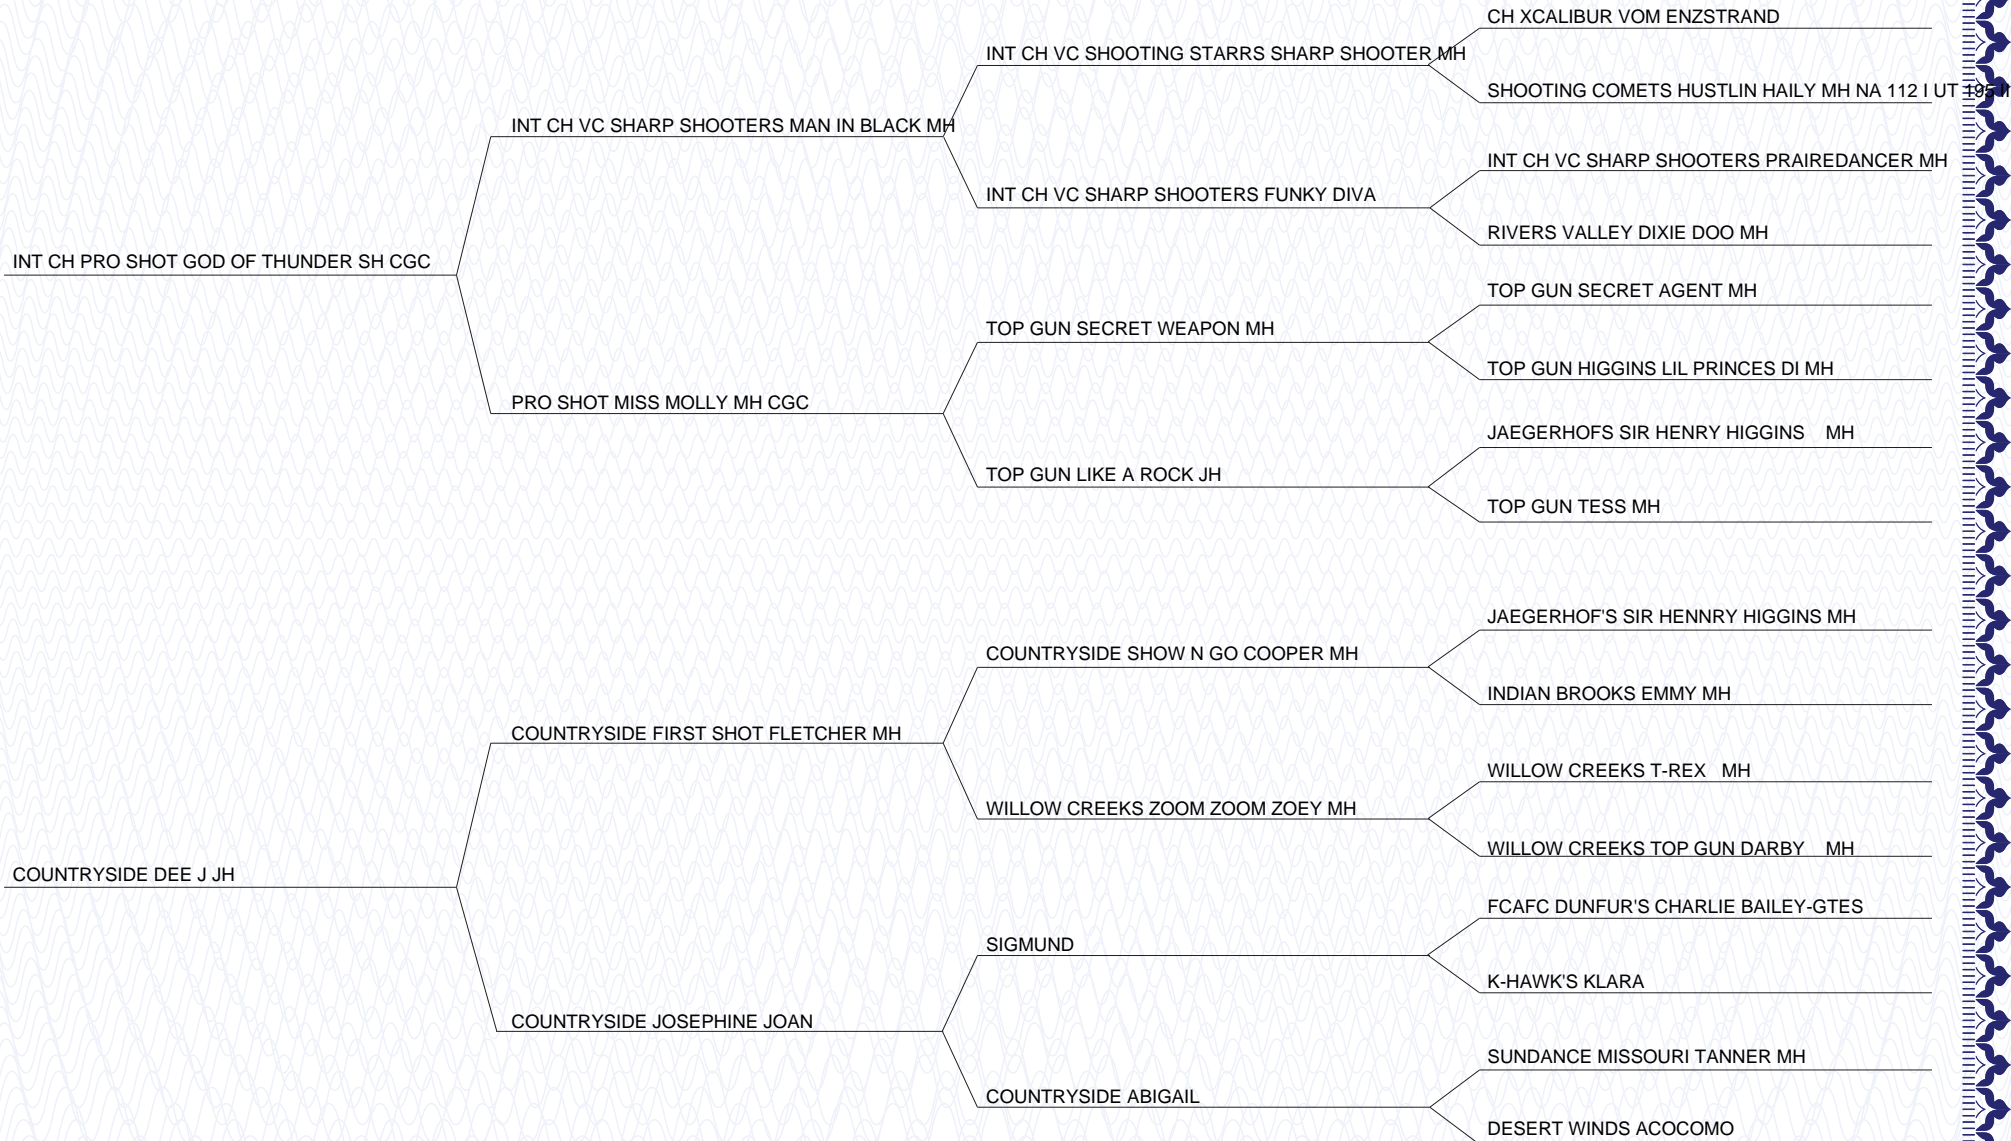 CH XCALIBUR VOM ENZSTRAND
INT CH VC SHOOTING STARRS SHARP SHOOTER MH
SHOOTING COMETS HUSTLIN HAILY MH NA 112 I UT 195 II
INT CH VC SHARP SHOOTERS MAN IN BLACK MH
INT CH VC SHARP SHOOTERS PRAIREDANCER MH
INT CH VC SHARP SHOOTERS FUNKY DIVA
RIVERS VALLEY DIXIE DOO MH
INT CH PRO SHOT GOD OF THUNDER SH CGC
TOP GUN SECRET AGENT MH
TOP GUN SECRET WEAPON MH
TOP GUN HIGGINS LIL PRINCES DI MH
PRO SHOT MISS MOLLY MH CGC
JAEGERHOFS SIR HENRY HIGGINS MH
TOP GUN LIKE A ROCK JH
TOP GUN TESS MH
JAEGERHOF'S SIR HENNRY HIGGINS MH
COUNTRYSIDE SHOW N GO COOPER MH
INDIAN BROOKS EMMY MH
COUNTRYSIDE FIRST SHOT FLETCHER MH
WILLOW CREEKS T-REX MH
WILLOW CREEKS ZOOM ZOOM ZOEY MH
WILLOW CREEKS TOP GUN DARBY MH
COUNTRYSIDE DEE J JH
FCAFC DUNFUR'S CHARLIE BAILEY-GTES
SIGMUND
K-HAWK'S KLARA
COUNTRYSIDE JOSEPHINE JOAN
SUNDANCE MISSOURI TANNER MH
COUNTRYSIDE ABIGAIL
DESERT WINDS ACOCOMO